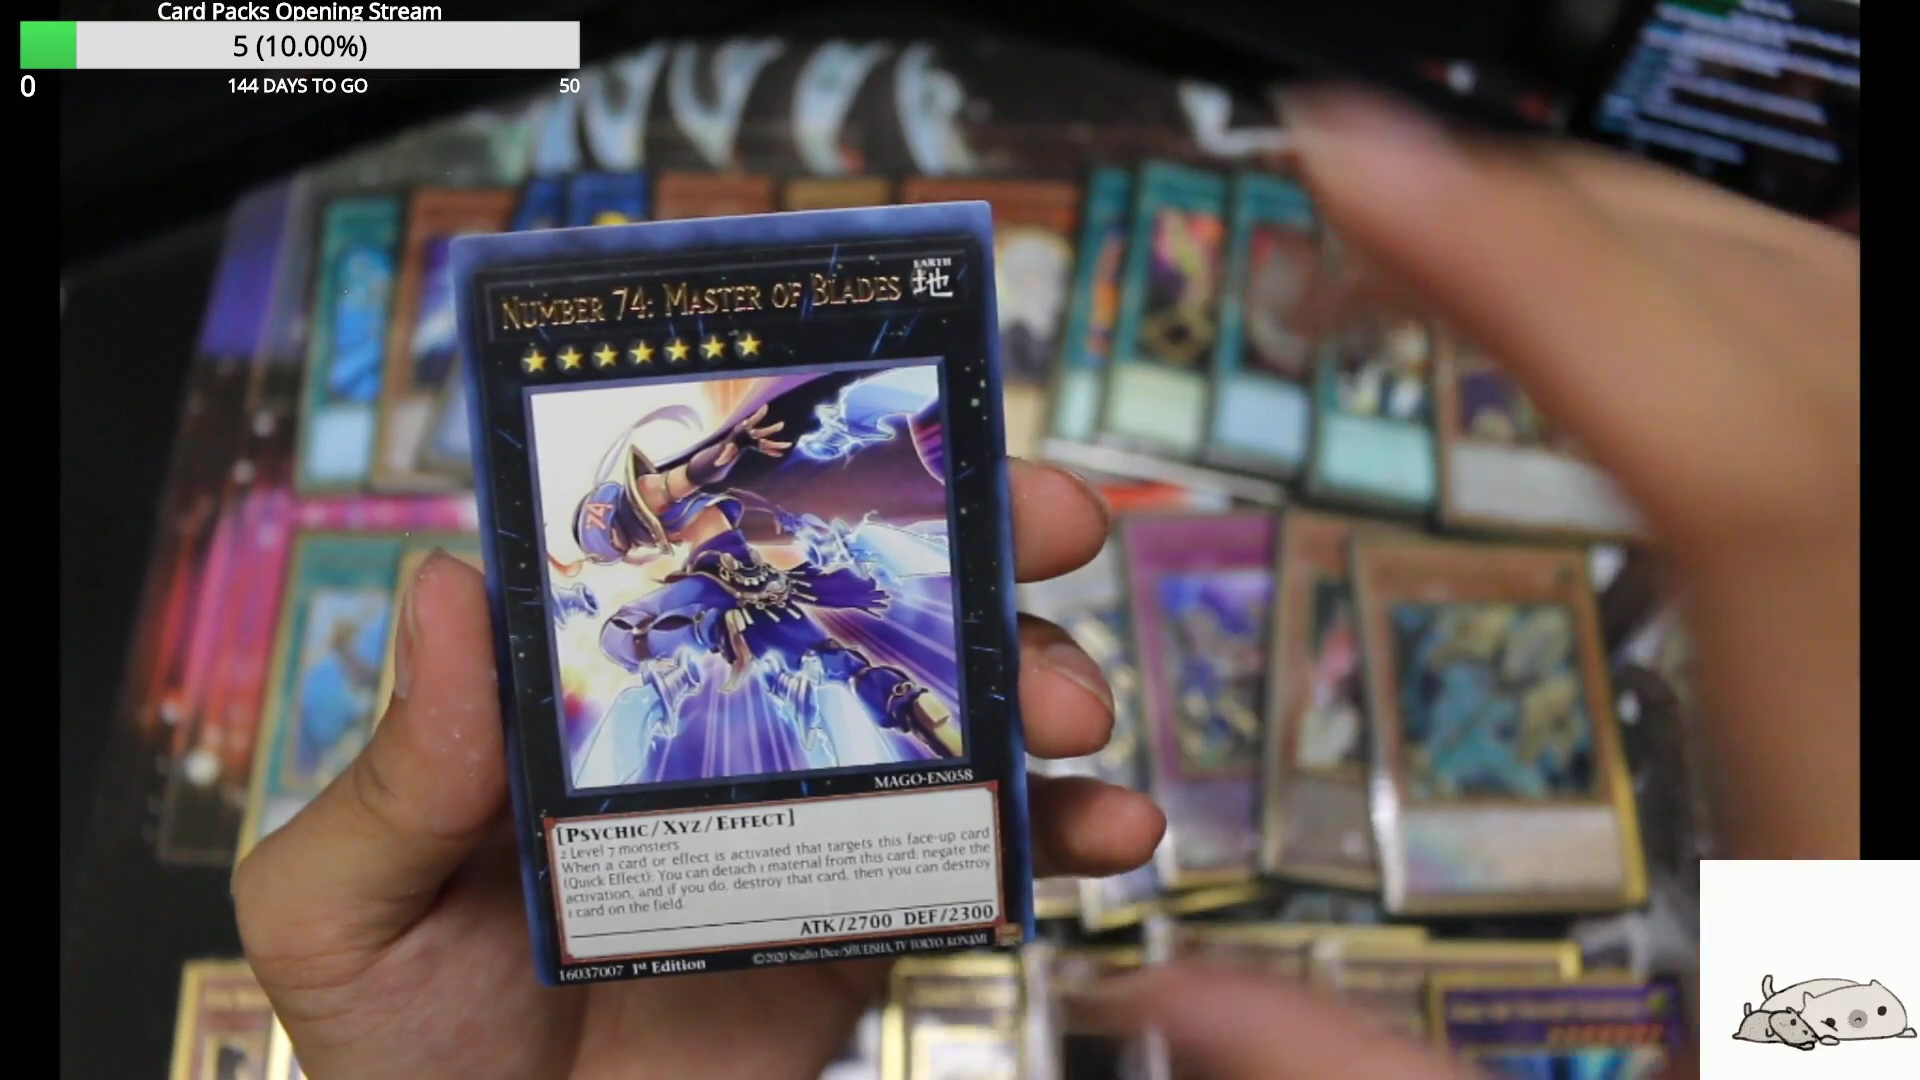 Card Packs Opening Stream
5 (10.00%)
0 144 DAYS TO GO 50
NUMBER 74: MASTER OF BLADES
EARTH
地
74
MAGO-EN058
[PSYCHIC/XYZ/EFFECT]
2 Level 7 monsters
When a card or effect is activated that targets this face-up card
(Quick Effect): You can detach 1 material from this card; negate the
activation, and if you do, destroy that card, then you can destroy
1 card on the field.
ATK/2700 DEF/2300
16037007 1st Edition ©2020 Studio Dice/SHUEISHA, TV TOKYO, KONAMI